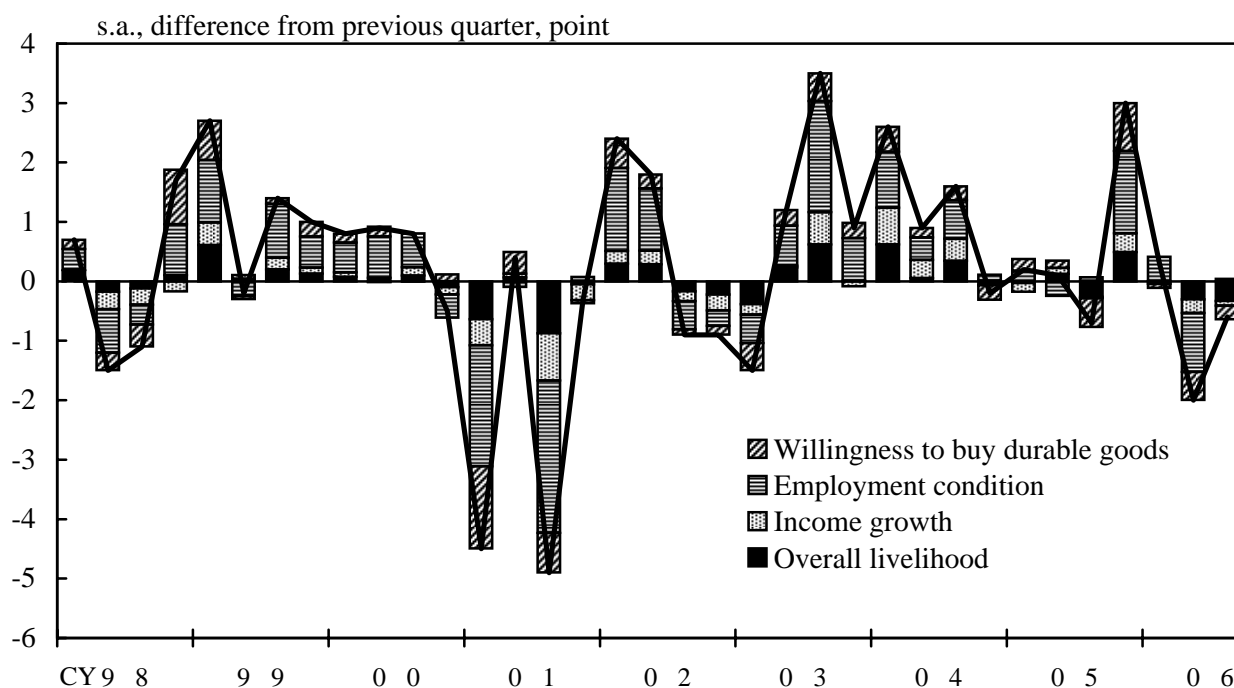 s.a., difference from previous quarter, point
4
3
2
1
0
-1
-2
-3
-4
-5
-6
Willingness to buy durable goods
Employment condition
Income growth
Overall livelihood
CY 9 8 9 9 0 0 0 1 0 2 0 3 0 4 0 5 0 6